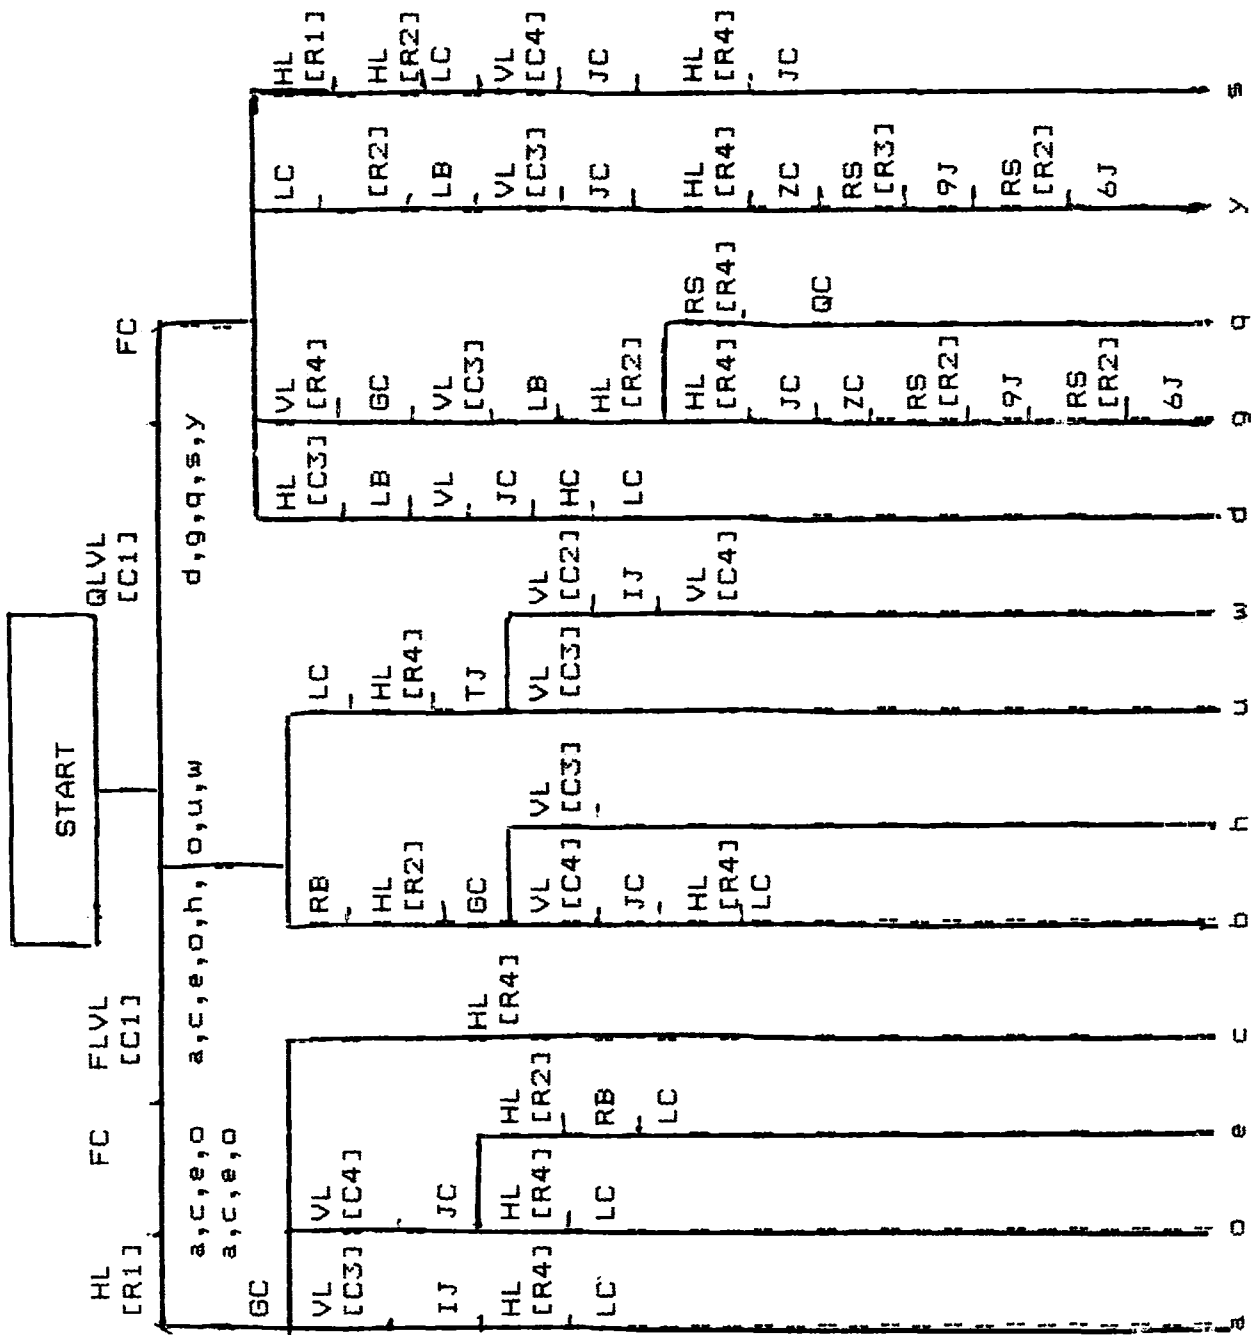 START
HL
[R1]
FC
FLVL
[C1]
QLVL
[C1]
FC
a,c,e,o
a,c,e,o
a,c,e,o,h, o,u,w
d,g,q,s,y
GC
VL
[C3]
IJ
HL
[R4]
LC
VL
[C4]
JC
HL
[R4]
LC
HL
[R2]
RB
LC
HL
[R4]
RB
HL
[R2]
GC
VL
[C4]
JC
HL
[R4]
LC
VL
[C3]
LC
HL
[R4]
TJ
VL
[C3]
VL
[C2]
IJ
VL
[C4]
HL
[C3]
LB
VL
JC
HC
LC
VL
[R4]
GC
VL
[C3]
LB
HL
[R2]
HL
[R4]
JC
ZC
RS
[R2]
9J
RS
[R2]
6J
RS
[R4]
QC
LC
[R2]
LB
VL
[C3]
JC
HL
[R4]
ZC
RS
[R3]
9J
RS
[R2]
6J
HL
[R1]
HL
[R2]
LC
VL
[C4]
JC
HL
[R4]
JC
a o e c b h u w d g q y s